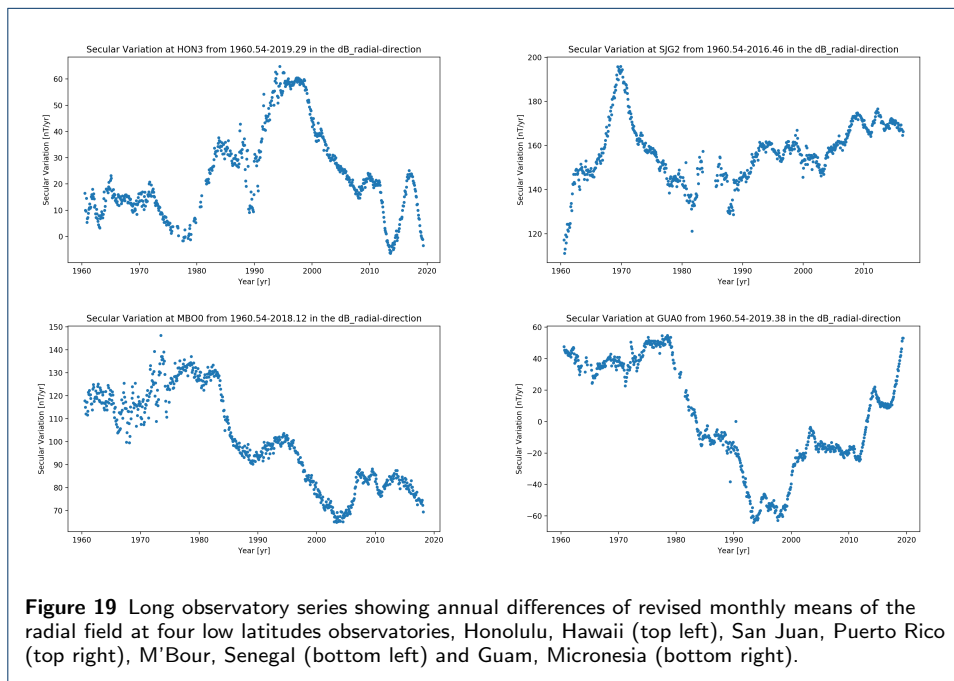 Secular Variation at HON3 from 1960.54-2019.29 in the dB_radial-direction
Secular Variation [nT/yr]
60
50
40
30
20
10
0
1960 1970 1980 1990 2000 2010 2020
Year [yr]
Secular Variation at SJG2 from 1960.54-2016.46 in the dB_radial-direction
Secular Variation [nT/yr]
200
180
160
140
120
1960 1970 1980 1990 2000 2010
Year [yr]
Secular Variation at MBO0 from 1960.54-2018.12 in the dB_radial-direction
Secular Variation [nT/yr]
150
140
130
120
110
100
90
80
70
1960 1970 1980 1990 2000 2010 2020
Year [yr]
Secular Variation at GUA0 from 1960.54-2019.38 in the dB_radial-direction
Secular Variation [nT/yr]
60
40
20
0
−20
−40
−60
1960 1970 1980 1990 2000 2010 2020
Year [yr]
Figure 19 Long observatory series showing annual differences of revised monthly means of the
radial field at four low latitudes observatories, Honolulu, Hawaii (top left), San Juan, Puerto Rico
(top right), M'Bour, Senegal (bottom left) and Guam, Micronesia (bottom right).